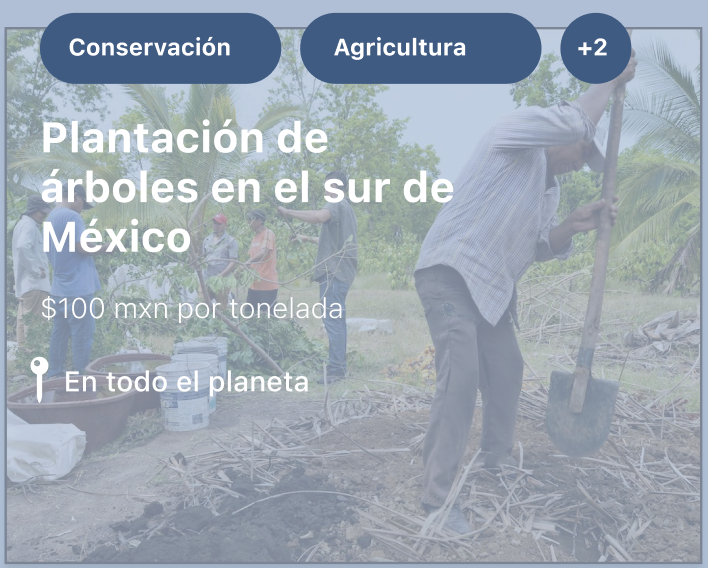 Conservación Agricultura +2
Plantación de
árboles en el sur de
México
$100 mxn por tonelada
En todo el planeta